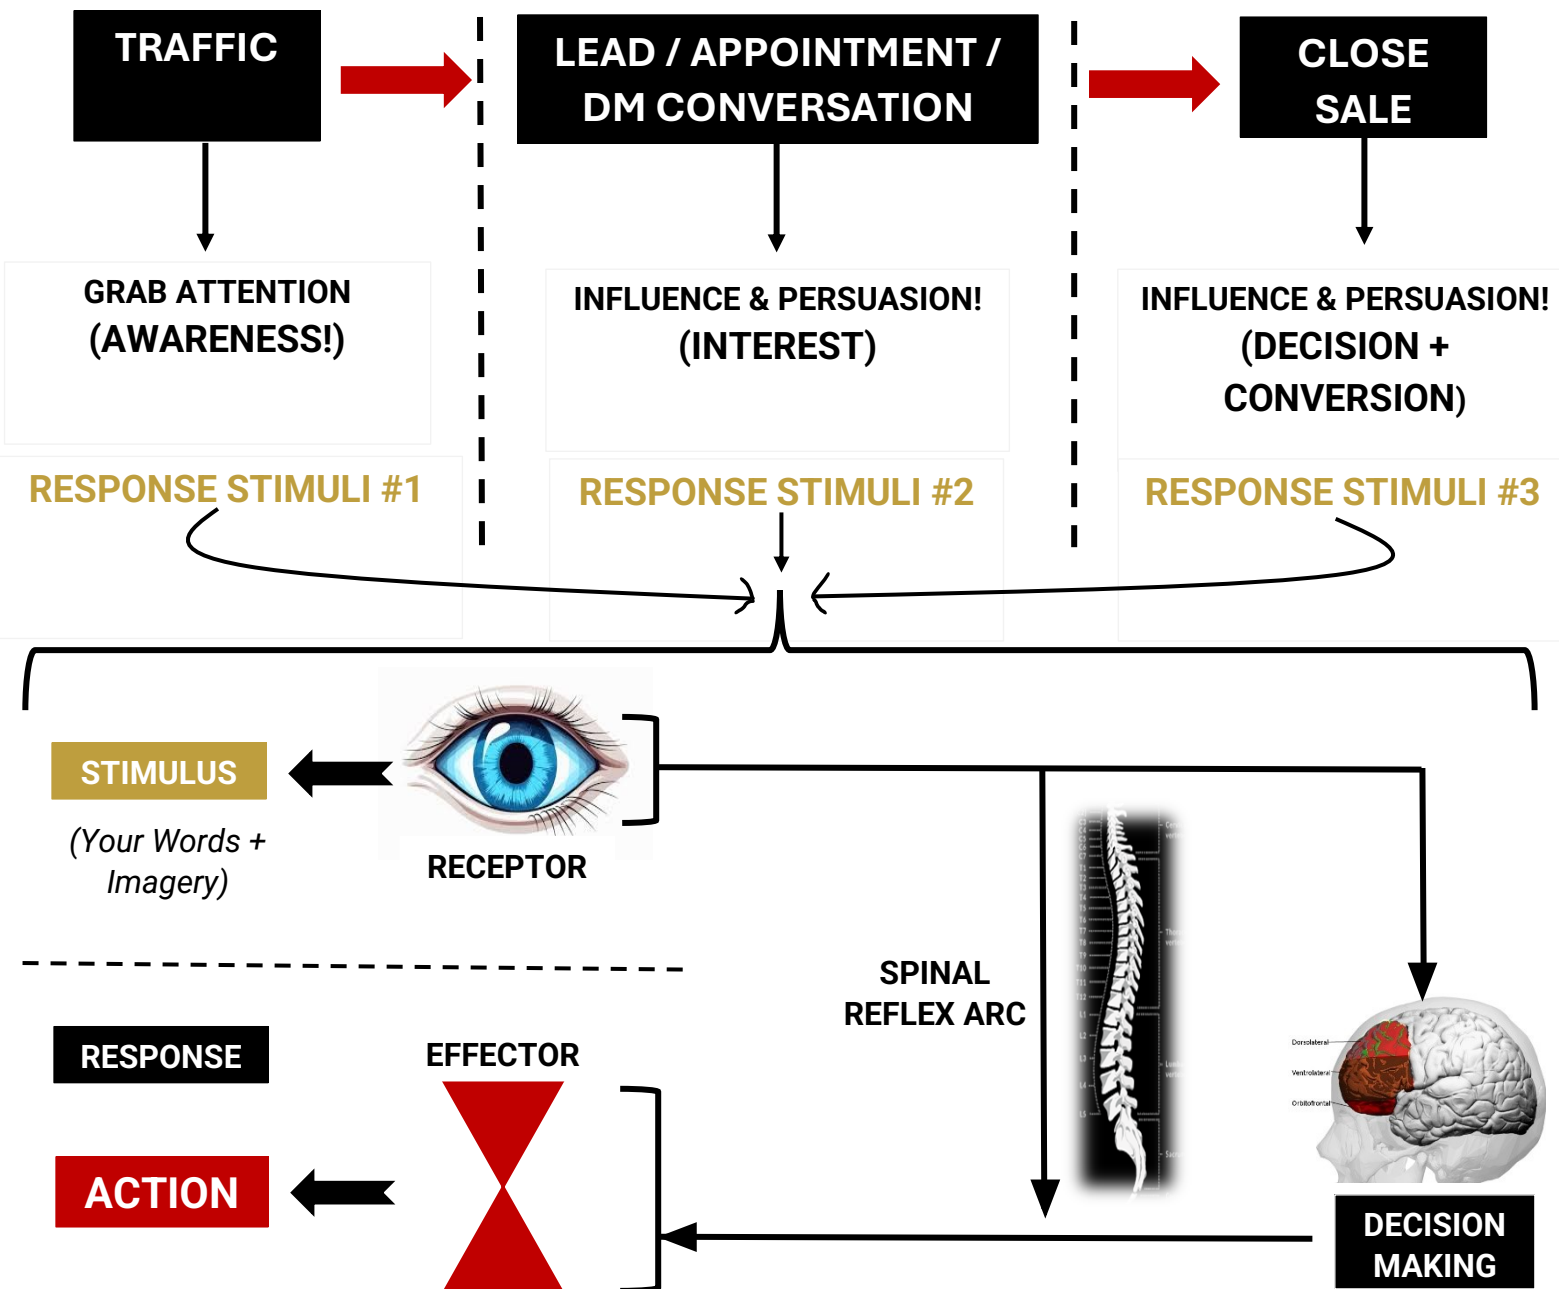 TRAFFIC
LEAD / APPOINTMENT /
DM CONVERSATION
CLOSE
SALE
GRAB ATTENTION
(AWARENESS!)
INFLUENCE & PERSUASION!
(INTEREST)
INFLUENCE & PERSUASION!
(DECISION +
CONVERSION)
RESPONSE STIMULI #1
RESPONSE STIMULI #2
RESPONSE STIMULI #3
STIMULUS
(Your Words +
Imagery)
RECEPTOR
SPINAL
REFLEX ARC
RESPONSE
EFFECTOR
ACTION
Dorsolateral
Ventrolateral
Orbitofrontal
DECISION
MAKING